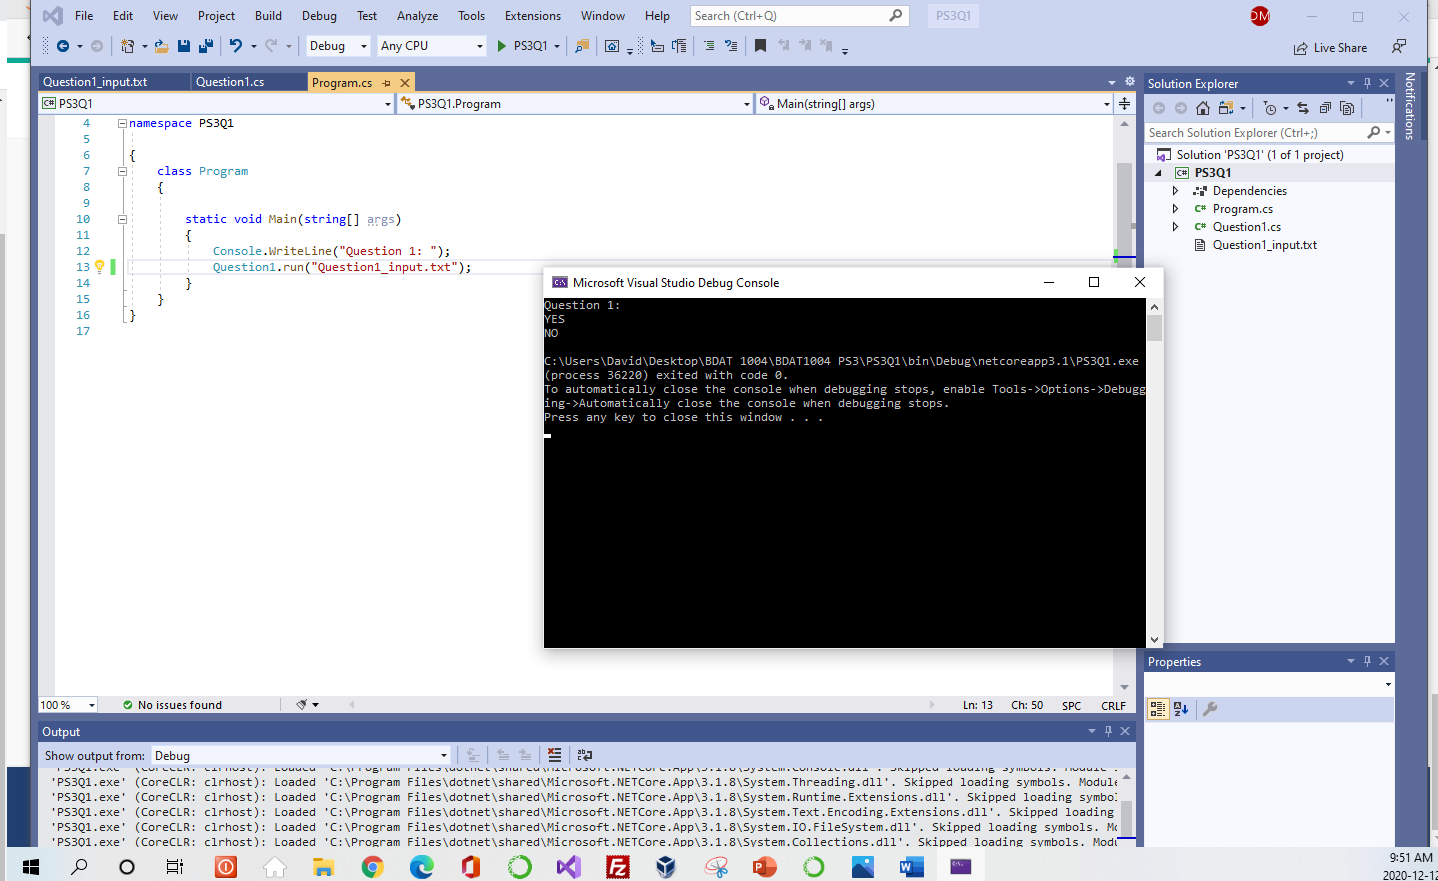 File Edit View Project Build Debug Test Analyze Tools Extensions Window Help Search (Ctrl+Q) PS3Q1 DM
Debug Any CPU PS3Q1 Live Share
Question1_input.txt Question1.cs Program.cs
PS3Q1 PS3Q1.Program Main(string[] args)
4 namespace PS3Q1
5
6 {
7 class Program
8 {
9
10 static void Main(string[] args)
11 {
12 Console.WriteLine("Question 1: ");
13 Question1.run("Question1_input.txt");
14 }
15 }
16 }
17
Microsoft Visual Studio Debug Console
Question 1:
YES
NO
C:\Users\David\Desktop\BDAT 1004\BDAT1004 PS3\PS3Q1\bin\Debug\netcoreapp3.1\PS3Q1.exe
(process 36220) exited with code 0.
To automatically close the console when debugging stops, enable Tools->Options->Debugg
ing->Automatically close the console when debugging stops.
Press any key to close this window . . .
Solution Explorer
Search Solution Explorer (Ctrl+;)
Solution 'PS3Q1' (1 of 1 project)
C# PS3Q1
Dependencies
C# Program.cs
C# Question1.cs
Question1_input.txt
Notifications
Properties
100 % No issues found Ln: 13 Ch: 50 SPC CRLF
Output
Show output from: Debug
'PS3Q1.exe' (CoreCLR: clrhost): Loaded 'C:\Program Files\dotnet\shared\Microsoft.NETCore.App\3.1.8\System.Threading.dll'. Skipped loading symbols. Module
'PS3Q1.exe' (CoreCLR: clrhost): Loaded 'C:\Program Files\dotnet\shared\Microsoft.NETCore.App\3.1.8\System.Runtime.Extensions.dll'. Skipped loading symbol
'PS3Q1.exe' (CoreCLR: clrhost): Loaded 'C:\Program Files\dotnet\shared\Microsoft.NETCore.App\3.1.8\System.Text.Encoding.Extensions.dll'. Skipped loading
'PS3Q1.exe' (CoreCLR: clrhost): Loaded 'C:\Program Files\dotnet\shared\Microsoft.NETCore.App\3.1.8\System.IO.FileSystem.dll'. Skipped loading symbols. Mo
'PS3Q1.exe' (CoreCLR: clrhost): Loaded 'C:\Program Files\dotnet\shared\Microsoft.NETCore.App\3.1.8\System.Collections.dll'. Skipped loading symbols. Modu
9:51 AM
2020-12-12